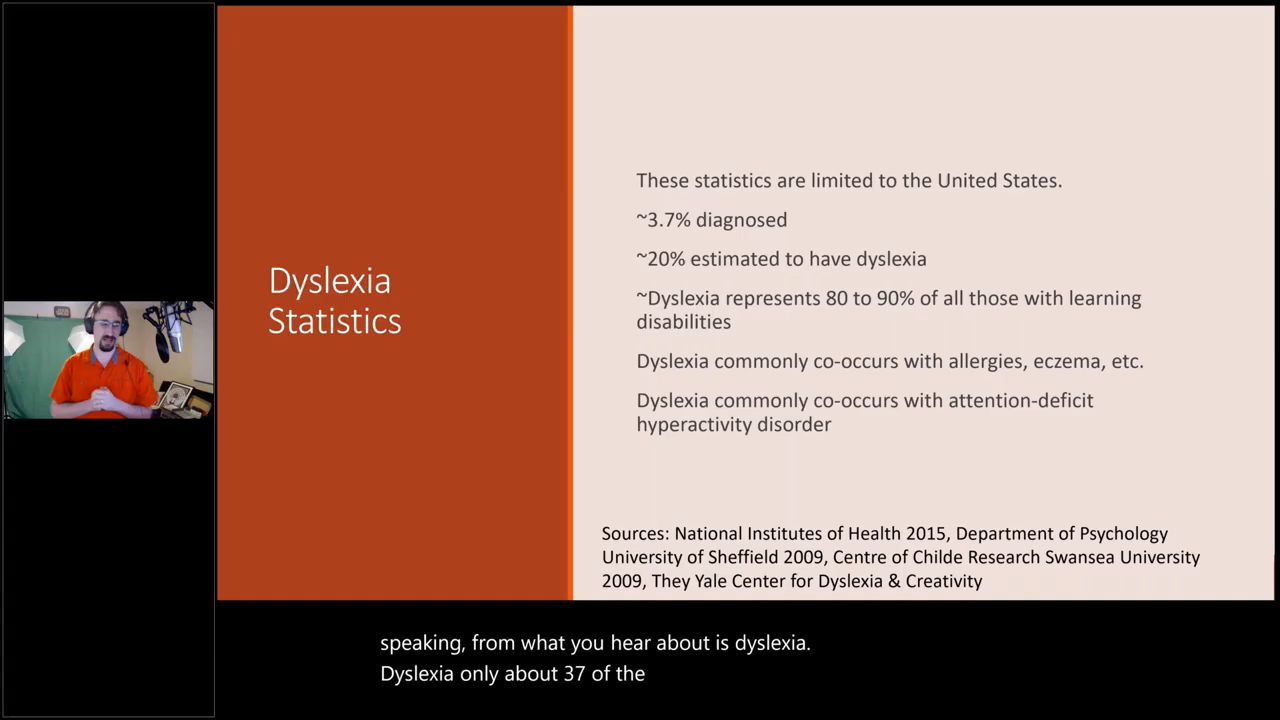 Dyslexia
Statistics
These statistics are limited to the United States.
~3.7% diagnosed
~20% estimated to have dyslexia
~Dyslexia represents 80 to 90% of all those with learning
disabilities
Dyslexia commonly co-occurs with allergies, eczema, etc.
Dyslexia commonly co-occurs with attention-deficit
hyperactivity disorder
Sources: National Institutes of Health 2015, Department of Psychology
University of Sheffield 2009, Centre of Childe Research Swansea University
2009, They Yale Center for Dyslexia & Creativity
speaking, from what you hear about is dyslexia.
Dyslexia only about 37 of the